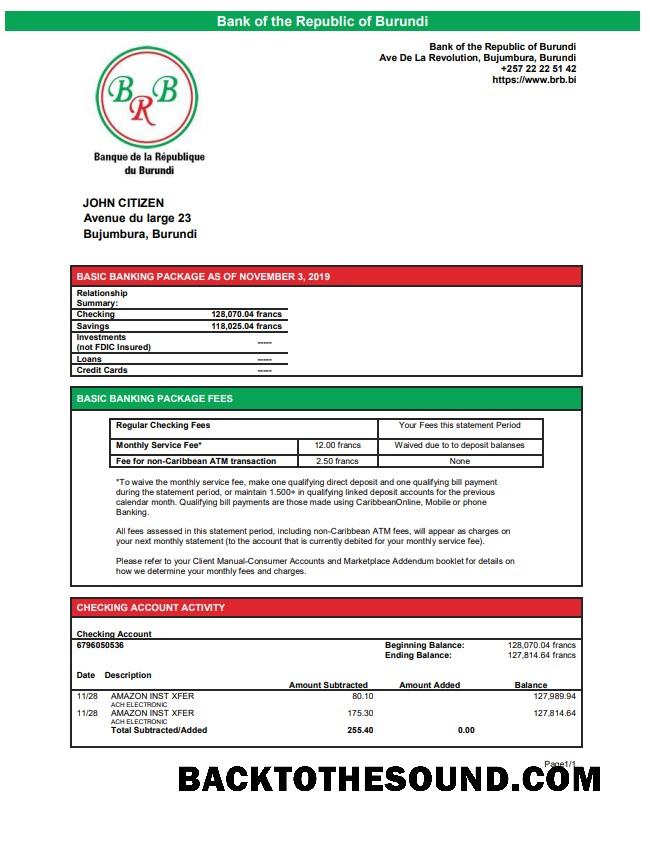 Bank of the Republic of Burundi
Bank of the Republic of Burundi
Ave De La Revolution, Bujumbura, Burundi
+257 22 22 51 42
https://www.brb.bi
BRB
Banque de la République
du Burundi
JOHN CITIZEN
Avenue du large 23
Bujumbura, Burundi
BASIC BANKING PACKAGE AS OF NOVEMBER 3, 2019
Relationship
Summary:
Checking 128,070.04 francs
Savings 118,025.04 francs
Investments
(not FDIC Insured) -----
Loans -----
Credit Cards -----
BASIC BANKING PACKAGE FEES
Regular Checking Fees Your Fees this statement Period
Monthly Service Fee* 12.00 francs Waived due to to deposit balanses
Fee for non-Caribbean ATM transaction 2.50 francs None
*To waive the monthly service fee, make one qualifying direct deposit and one qualifying bill payment
during the statement period, or maintain 1.500+ in qualifying linked deposit accounts for the previous
calendar month. Qualifying bill payments are those made using CaribbeanOnline, Mobile or phone
Banking.
All fees assessed in this statement period, including non-Caribbean ATM fees, will appear as charges on
your next monthly statement (to the account that is currently debited for your monthly service fee).
Please refer to your Client Manual-Consumer Accounts and Marketplace Addendum booklet for details on
how we determine your monthly fees and charges.
CHECKING ACCOUNT ACTIVITY
Checking Account
6796050536 Beginning Balance: 128,070.04 francs
Ending Balance: 127,814.64 francs
Date Description Amount Subtracted Amount Added Balance
11/28 AMAZON INST XFER 80.10 127,989.94
ACH ELECTRONIC
11/28 AMAZON INST XFER 175.30 127,814.64
ACH ELECTRONIC
Total Subtracted/Added 255.40 0.00
Page1/1
BACKTOTHESOUND.COM